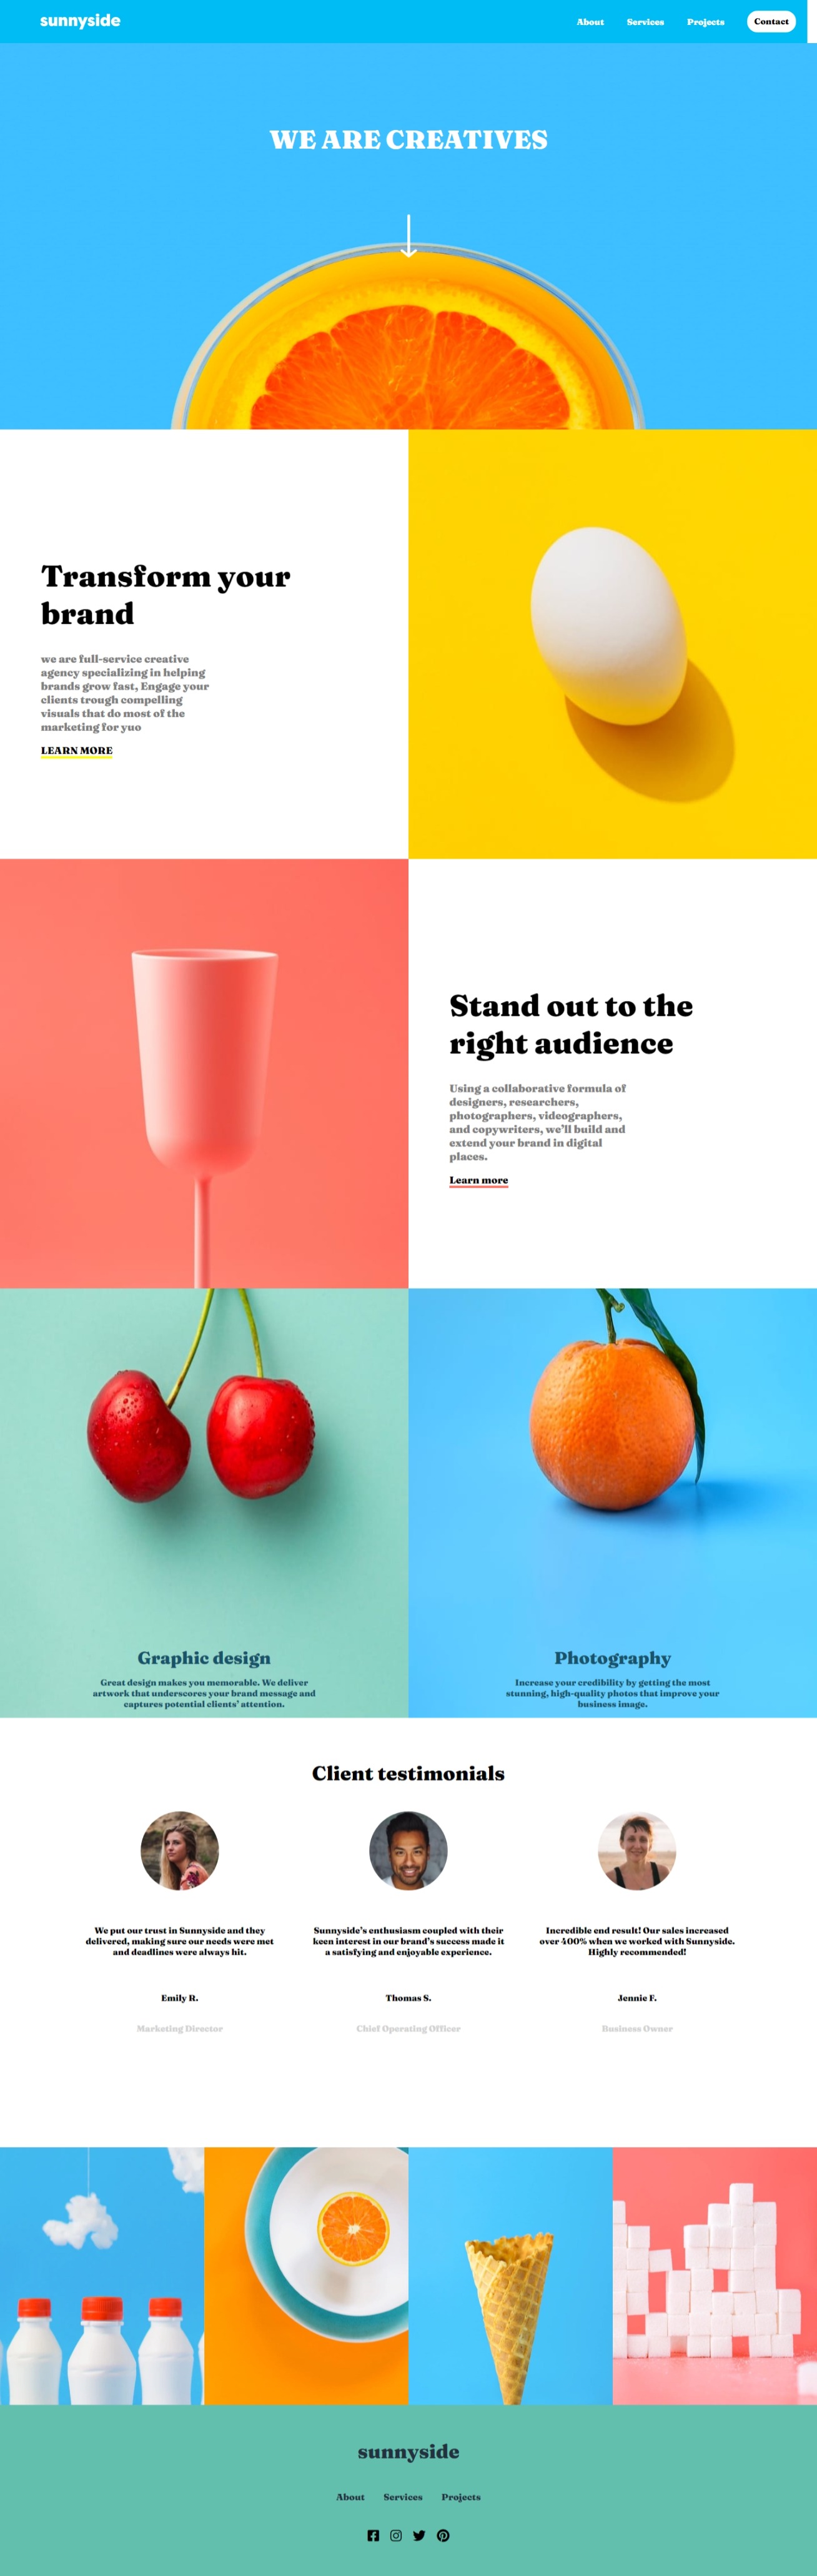 sunnyside
About Services Projects Contact
WE ARE CREATIVES
Transform your
brand
we are full-service creative
agency specializing in helping
brands grow fast, Engage your
clients trough compelling
visuals that do most of the
marketing for yuo
LEARN MORE
Stand out to the
right audience
Using a collaborative formula of
designers, researchers,
photographers, videographers,
and copywriters, we'll build and
extend your brand in digital
places.
Learn more
Graphic design
Great design makes you memorable. We deliver
artwork that underscores your brand message and
captures potential clients' attention.
Photography
Increase your credibility by getting the most
stunning, high-quality photos that improve your
business image.
Client testimonials
We put our trust in Sunnyside and they
delivered, making sure our needs were met
and deadlines were always hit.
Emily R.
Marketing Director
Sunnyside's enthusiasm coupled with their
keen interest in our brand's success made it
a satisfying and enjoyable experience.
Thomas S.
Chief Operating Officer
Incredible end result! Our sales increased
over 400% when we worked with Sunnyside.
Highly recommended!
Jennie F.
Business Owner
sunnyside
About Services Projects